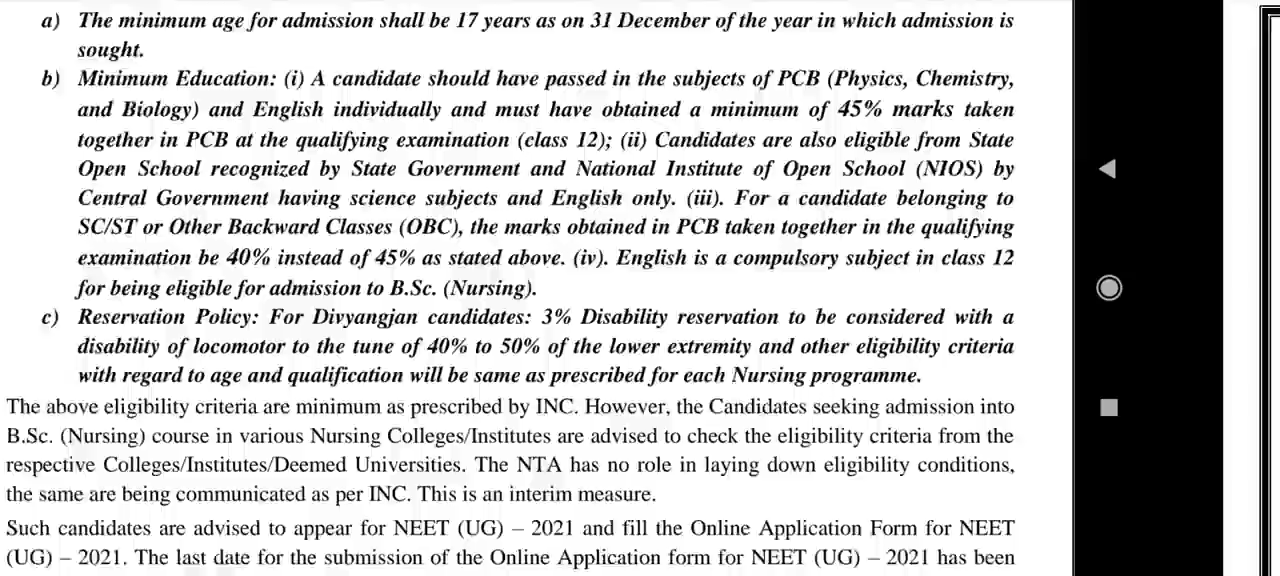 a) The minimum age for admission shall be 17 years as on 31 December of the year in which admission is
sought.
b) Minimum Education: (i) A candidate should have passed in the subjects of PCB (Physics, Chemistry,
and Biology) and English individually and must have obtained a minimum of 45% marks taken
together in PCB at the qualifying examination (class 12); (ii) Candidates are also eligible from State
Open School recognized by State Government and National Institute of Open School (NIOS) by
Central Government having science subjects and English only. (iii). For a candidate belonging to
SC/ST or Other Backward Classes (OBC), the marks obtained in PCB taken together in the qualifying
examination be 40% instead of 45% as stated above. (iv). English is a compulsory subject in class 12
for being eligible for admission to B.Sc. (Nursing).
c) Reservation Policy: For Divyangjan candidates: 3% Disability reservation to be considered with a
disability of locomotor to the tune of 40% to 50% of the lower extremity and other eligibility criteria
with regard to age and qualification will be same as prescribed for each Nursing programme.
The above eligibility criteria are minimum as prescribed by INC. However, the Candidates seeking admission into
B.Sc. (Nursing) course in various Nursing Colleges/Institutes are advised to check the eligibility criteria from the
respective Colleges/Institutes/Deemed Universities. The NTA has no role in laying down eligibility conditions,
the same are being communicated as per INC. This is an interim measure.
Such candidates are advised to appear for NEET (UG) – 2021 and fill the Online Application Form for NEET
(UG) – 2021. The last date for the submission of the Online Application form for NEET (UG) – 2021 has been